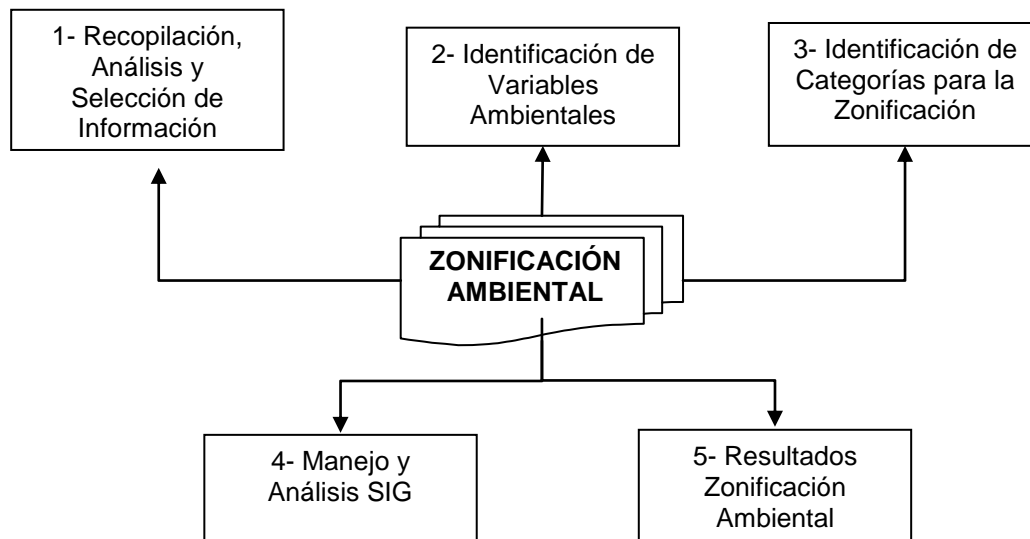 1- Recopilación,
Análisis y
Selección de
Información
2- Identificación de
Variables
Ambientales
3- Identificación de
Categorías para la
Zonificación
ZONIFICACIÓN
AMBIENTAL
4- Manejo y
Análisis SIG
5- Resultados
Zonificación
Ambiental